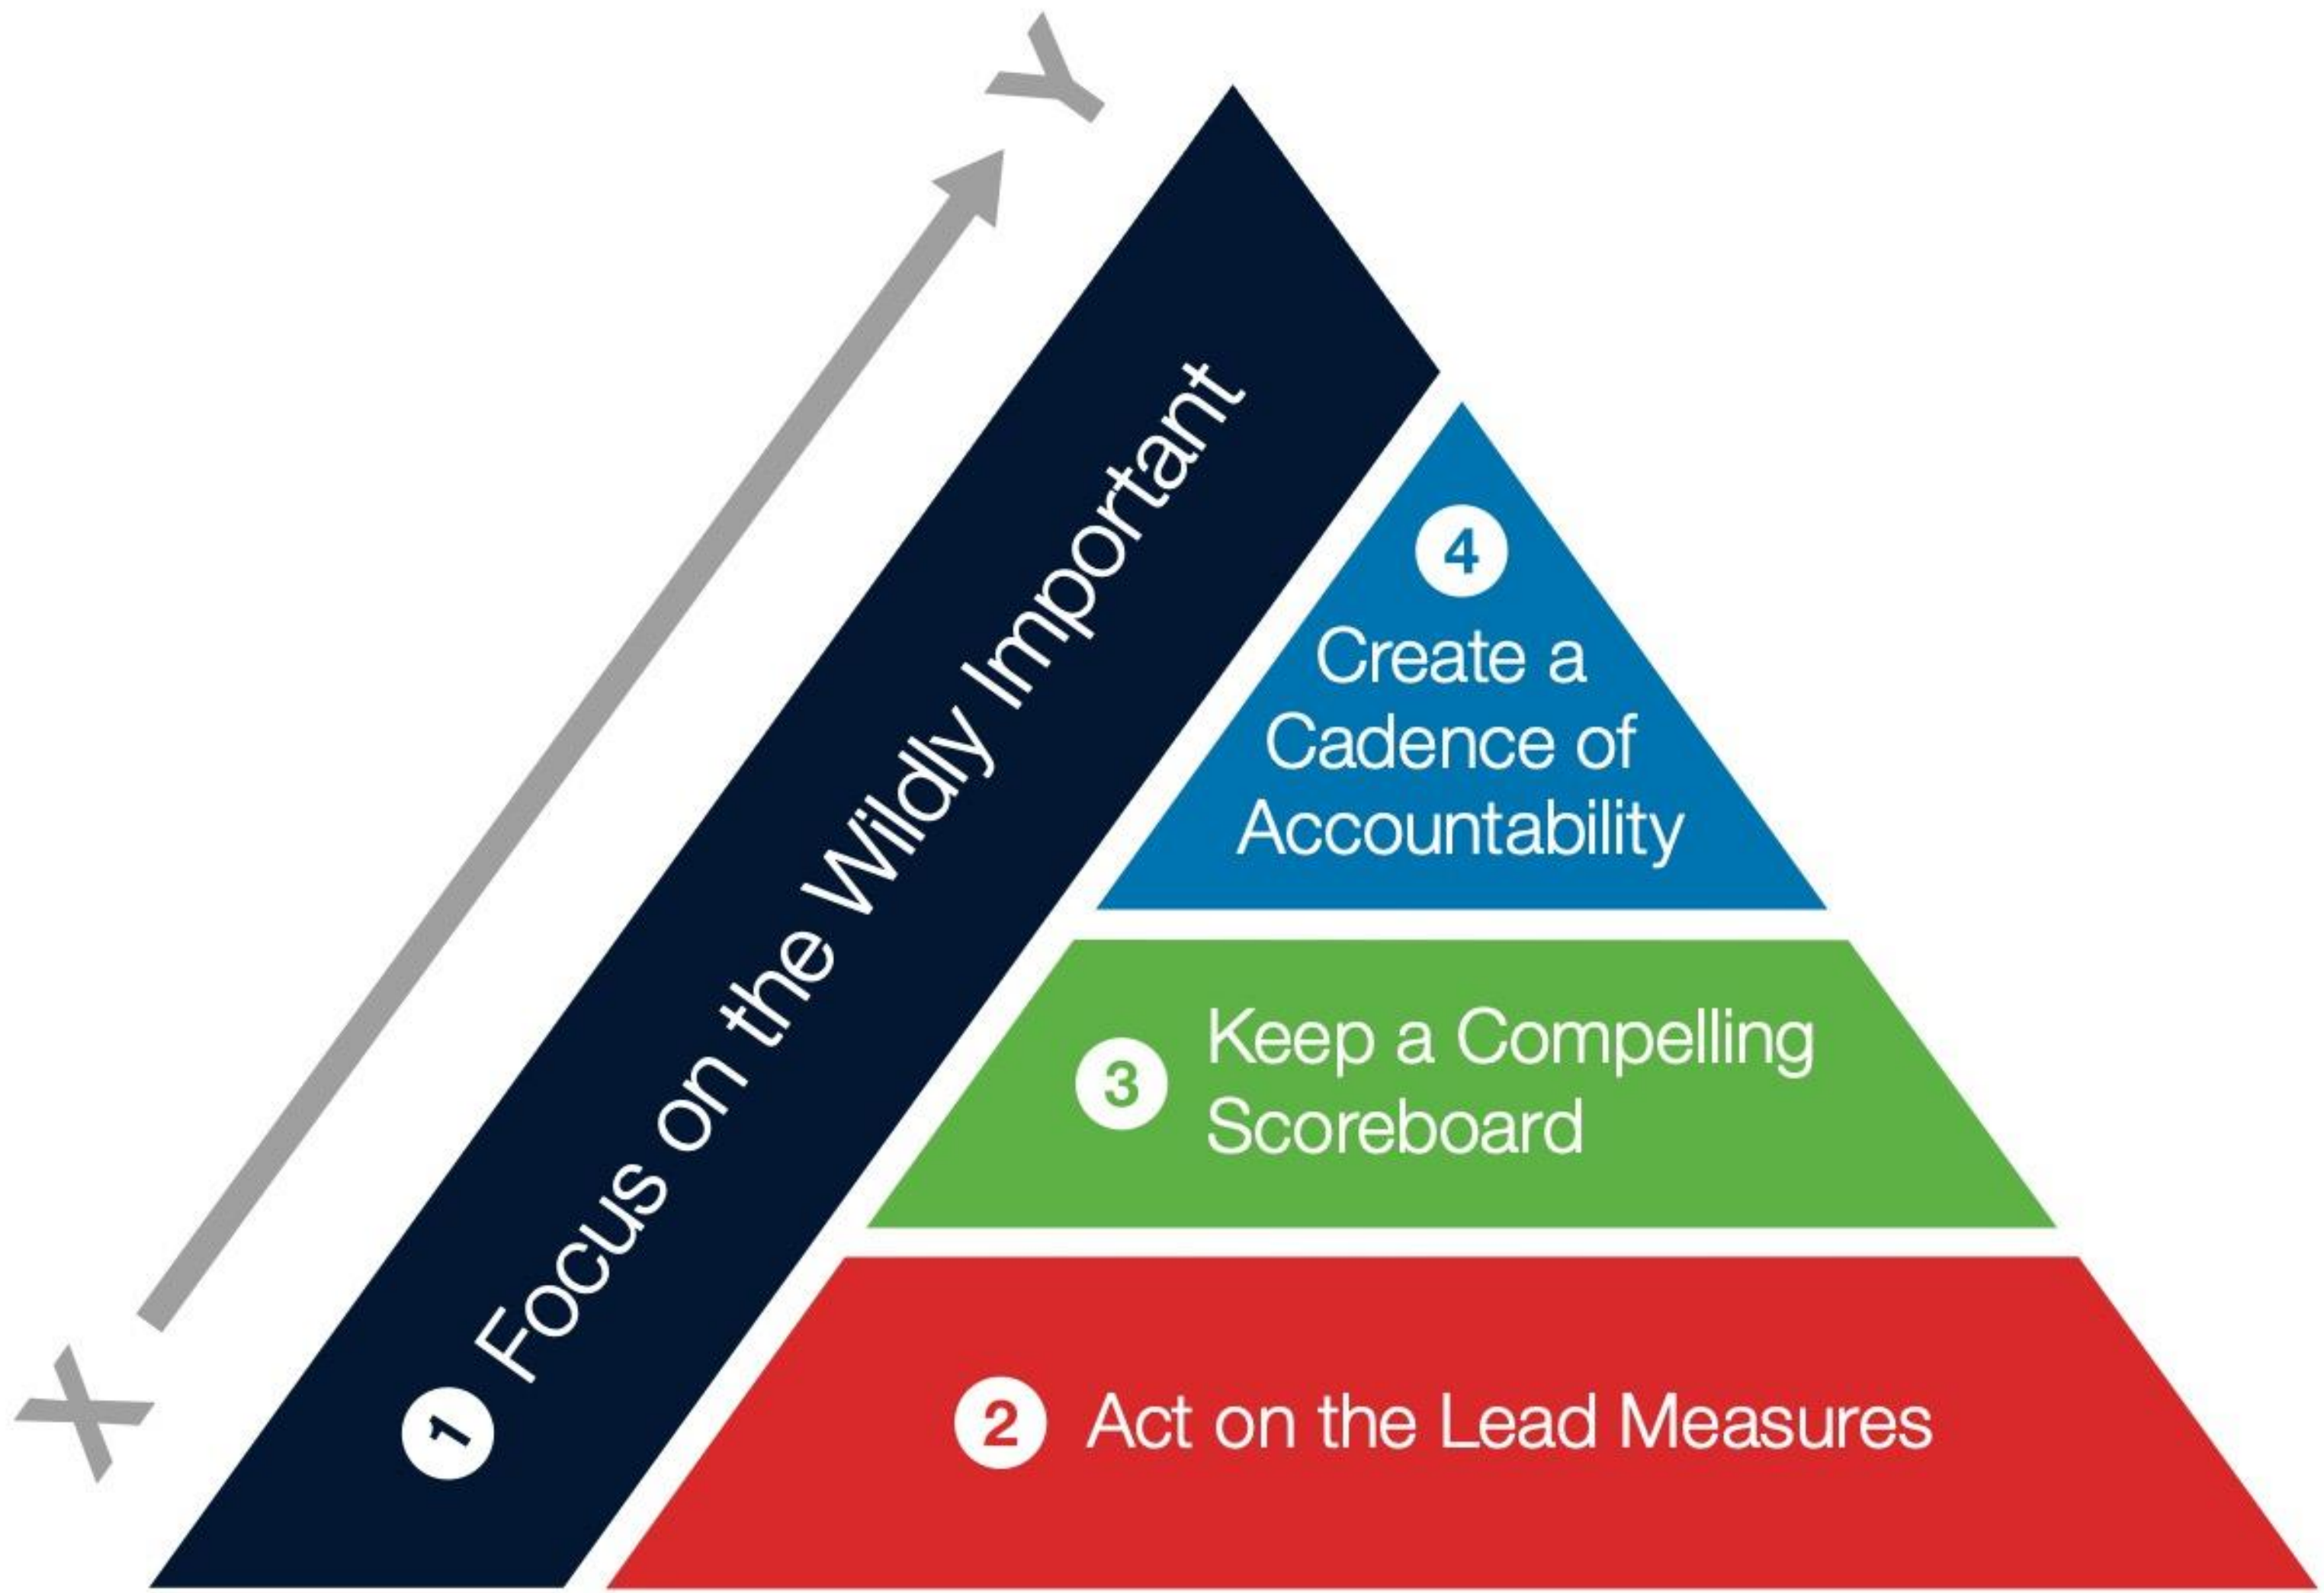 X
Y
1 Focus on the Wildly Important
4
Create a
Cadence of
Accountability
3
Keep a Compelling
Scoreboard
2 Act on the Lead Measures